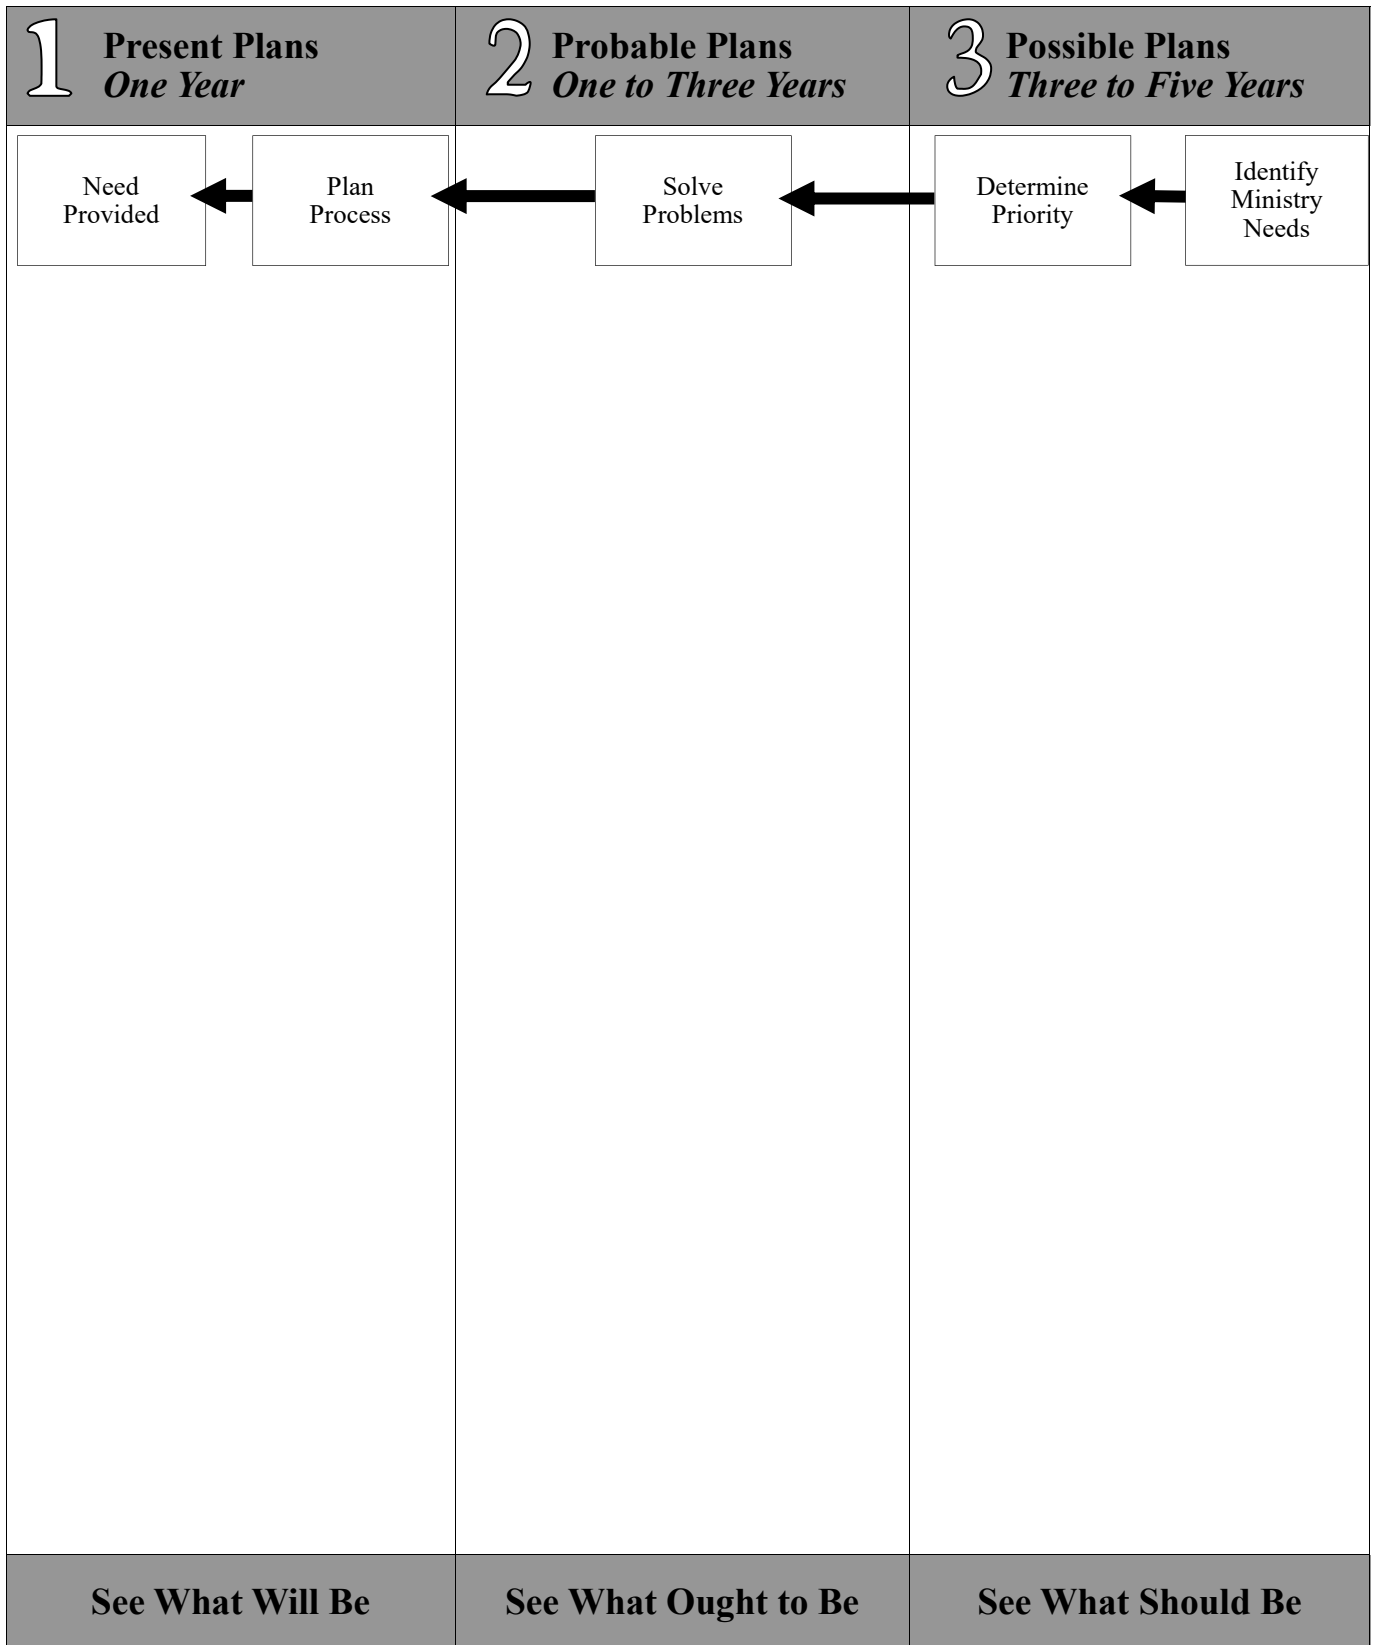 1
Present Plans
One Year
2
Probable Plans
One to Three Years
3
Possible Plans
Three to Five Years
Need
Provided
Plan
Process
Solve
Problems
Determine
Priority
Identify
Ministry
Needs
See What Will Be
See What Ought to Be
See What Should Be